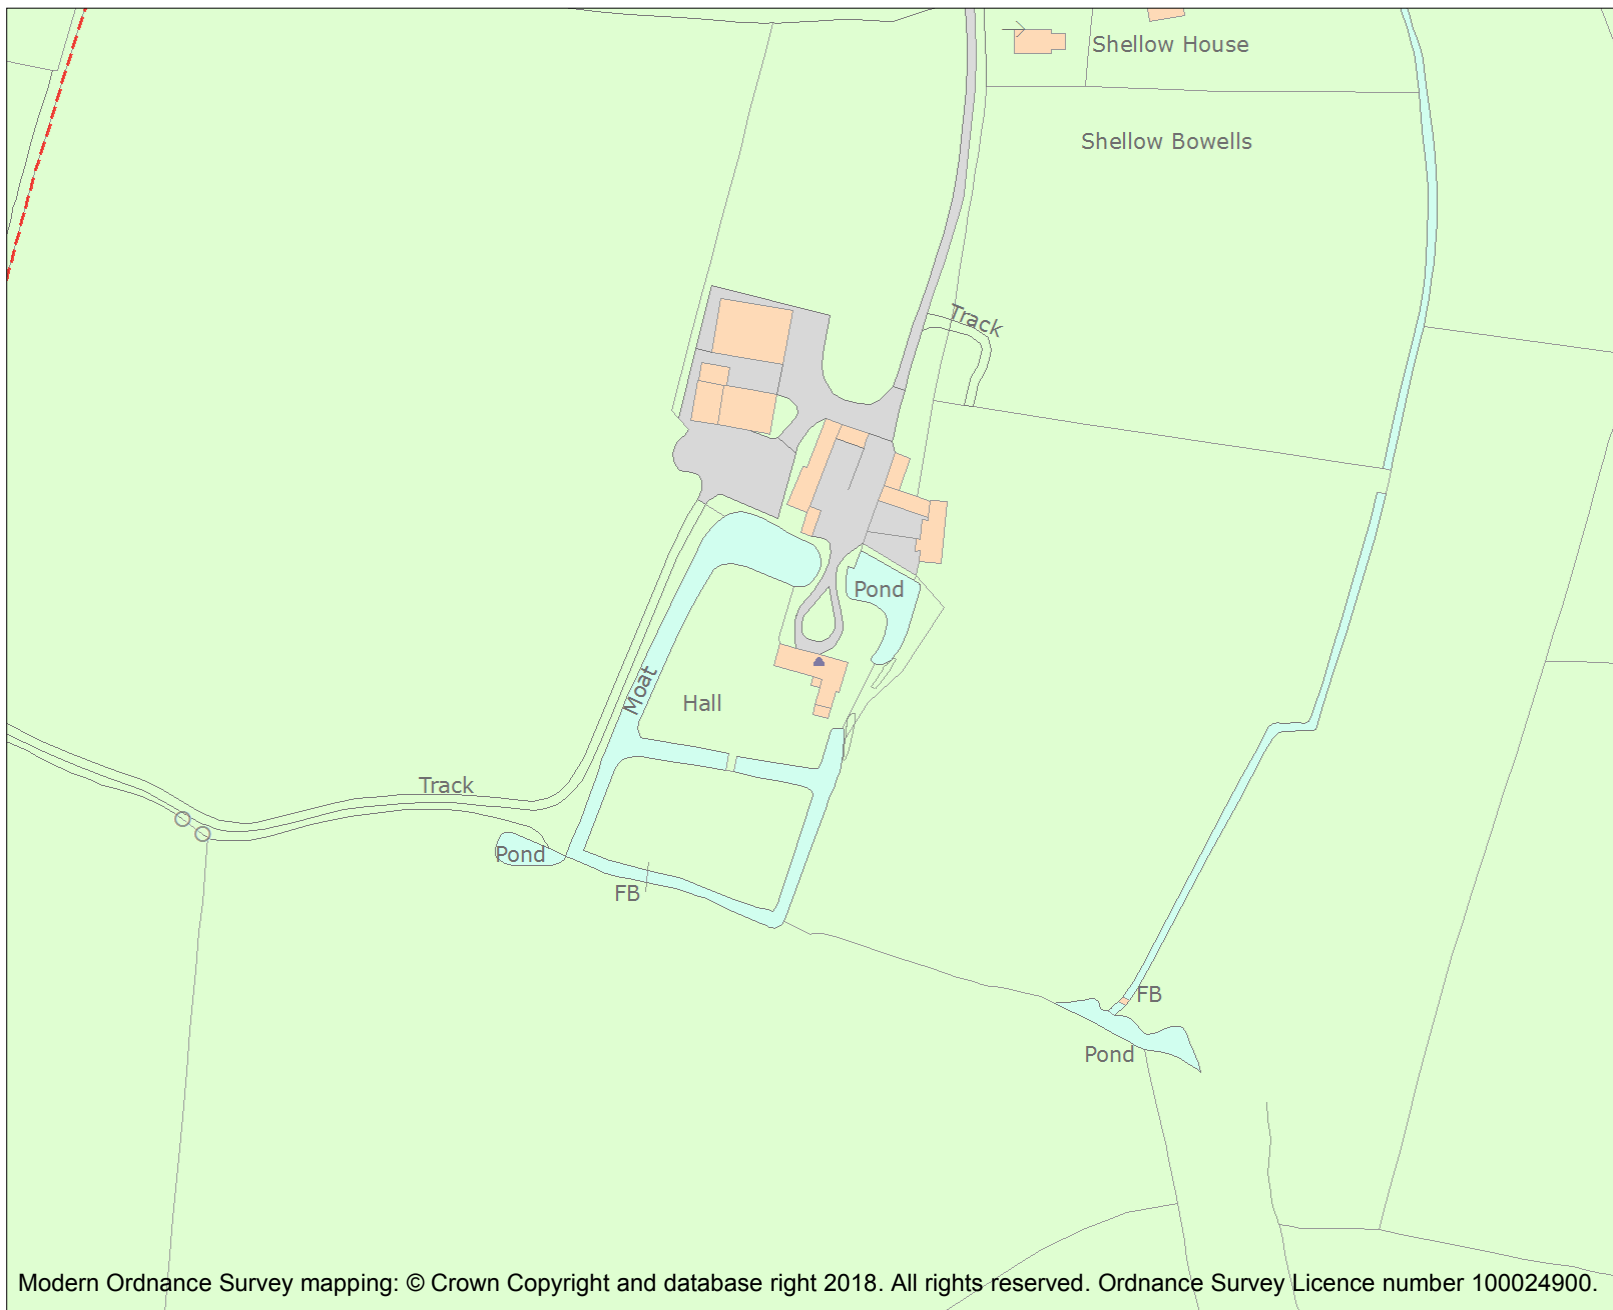 Shellow House
Shellow Bowells
Track
Pond
Moat
Hall
Track
Pond
FB
FB
Pond
Modern Ordnance Survey mapping: © Crown Copyright and database right 2018. All rights reserved. Ordnance Survey Licence number 100024900.